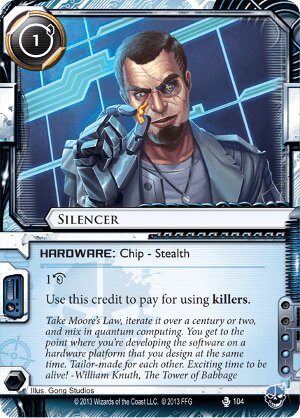 1
SILENCER
HARDWARE: Chip - Stealth
1
Use this credit to pay for using killers.
Take Moore's Law, iterate it over a century or two,
and mix in quantum computing. You get to the
point where you're developing the software on a
hardware platform that you design at the same
time. Tailor-made for each other. Exciting time to be
alive! -William Knuth, The Tower of Babbage
Illus. Gong Studios
© 2013 Wizards of the Coast LLC. © 2013 FFG
104